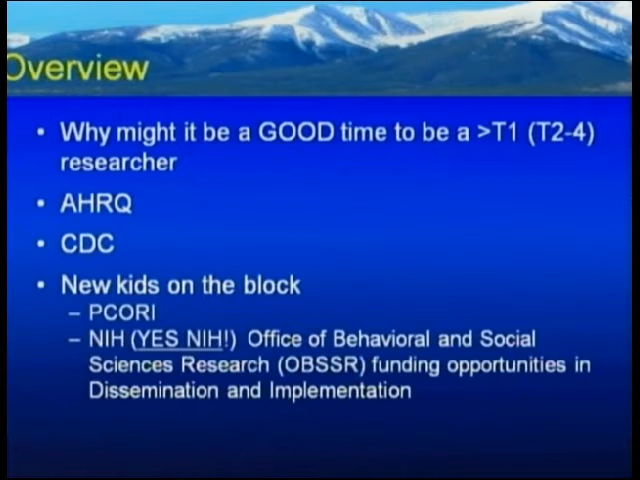 Overview
• Why might it be a GOOD time to be a >T1 (T2-4)
researcher
• AHRQ
• CDC
• New kids on the block
– PCORI
– NIH (YES NIH!) Office of Behavioral and Social
Sciences Research (OBSSR) funding opportunities in
Dissemination and Implementation